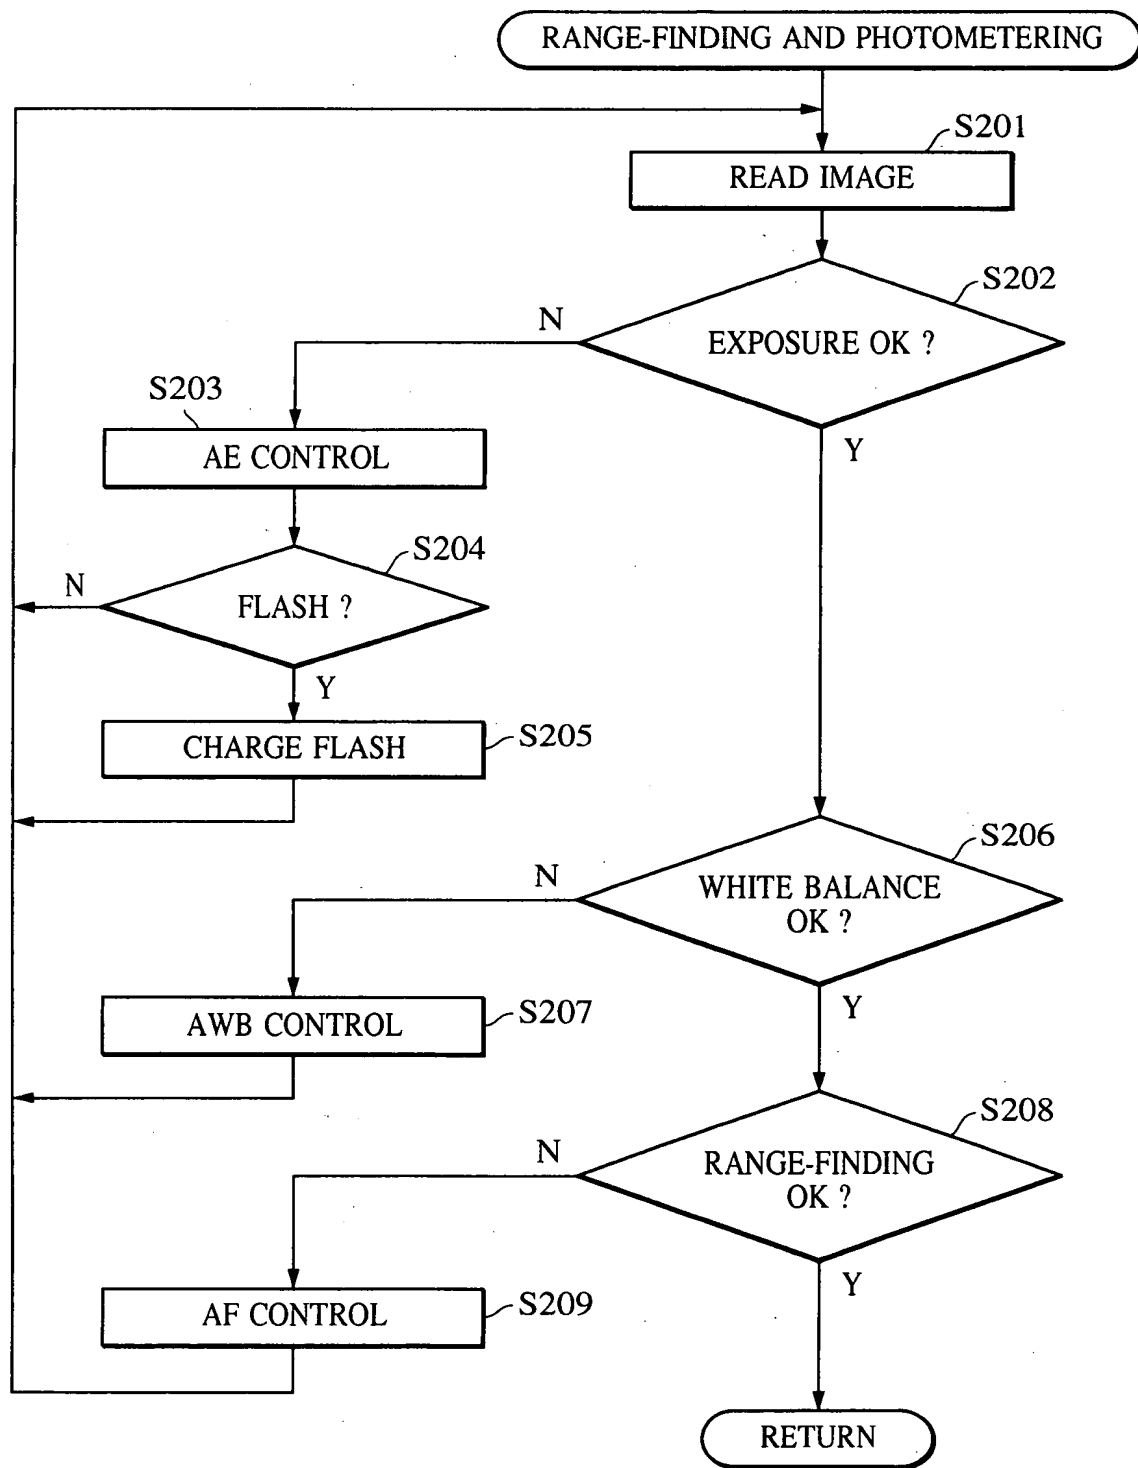 RANGE-FINDING AND PHOTOMETERING
S201
READ IMAGE
S202
N
EXPOSURE OK ?
Y
S203
AE CONTROL
S204
N
FLASH ?
Y
CHARGE FLASH
S205
S206
N
WHITE BALANCE
OK ?
Y
AWB CONTROL
S207
S208
N
RANGE-FINDING
OK ?
Y
AF CONTROL
S209
RETURN